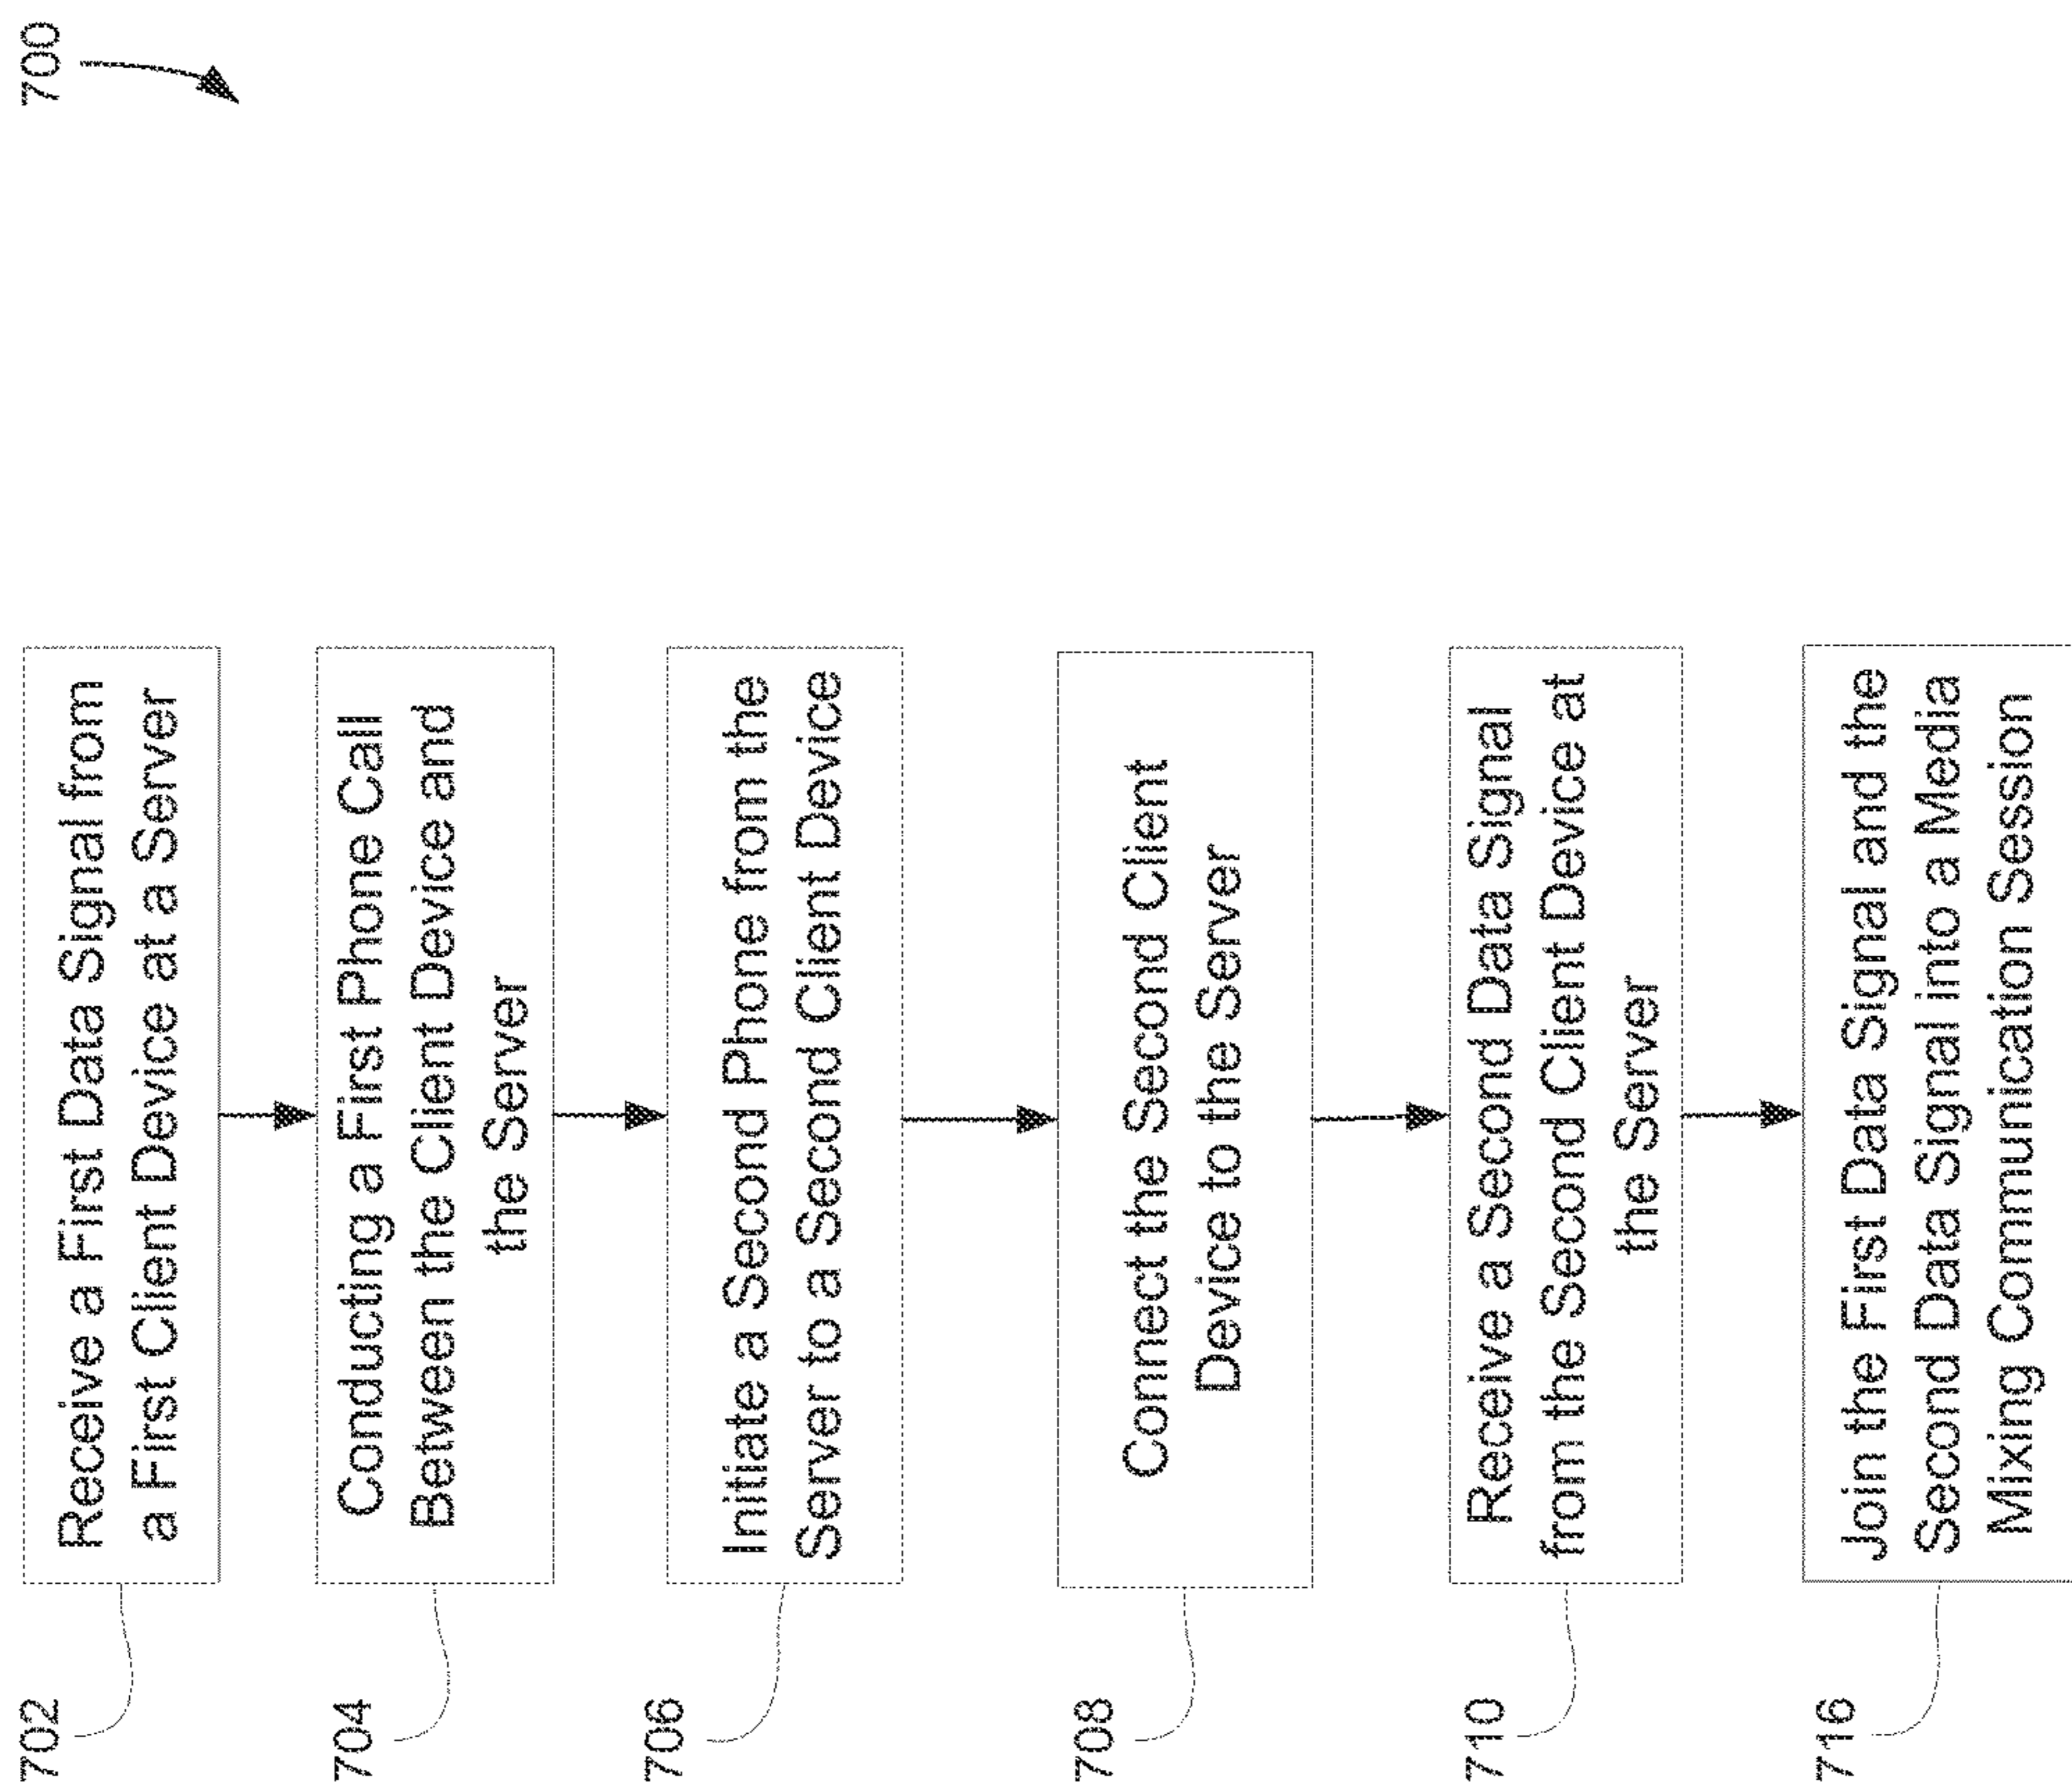 700
702
Receive a First Data Signal from
a First Client Device at a Server
704
Conducting a First Phone Call
Between the Client Device and
the Server
706
Initiate a Second Phone from the
Server to a Second Client Device
708
Connect the Second Client
Device to the Server
710
Receive a Second Data Signal
from the Second Client Device at
the Server
716
Join the First Data Signal and the
Second Data Signal into a Media
Mixing Communication Session